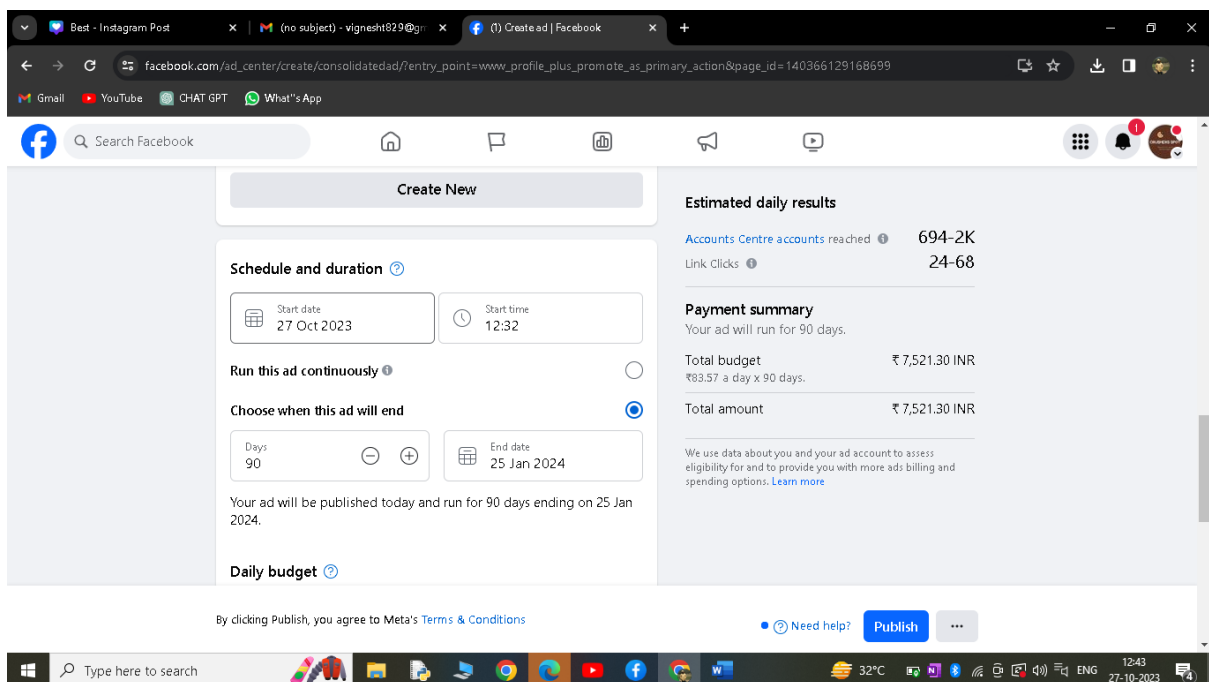 Best - Instagram Post
(no subject) - vignesht829@gm
(1) Create ad | Facebook
facebook.com/ad_center/create/consolidatedad/?entry_point=www_profile_plus_promote_as_primary_action&page_id=140366129168699
Gmail
YouTube
CHAT GPT
What"s App
Search Facebook
1
Create New
Schedule and duration
Start date
27 Oct 2023
Start time
12:32
Run this ad continuously
Choose when this ad will end
Days
90
End date
25 Jan 2024
Your ad will be published today and run for 90 days ending on 25 Jan
2024.
Daily budget
Estimated daily results
Accounts Centre accounts reached 694-2K
Link Clicks 24-68
Payment summary
Your ad will run for 90 days.
Total budget ₹ 7,521.30 INR
₹83.57 a day x 90 days.
Total amount ₹ 7,521.30 INR
We use data about you and your ad account to assess
eligibility for and to provide you with more ads billing and
spending options. Learn more
By clicking Publish, you agree to Meta's Terms & Conditions
Need help?
Publish
Type here to search
32°C
ENG
12:43
27-10-2023
4